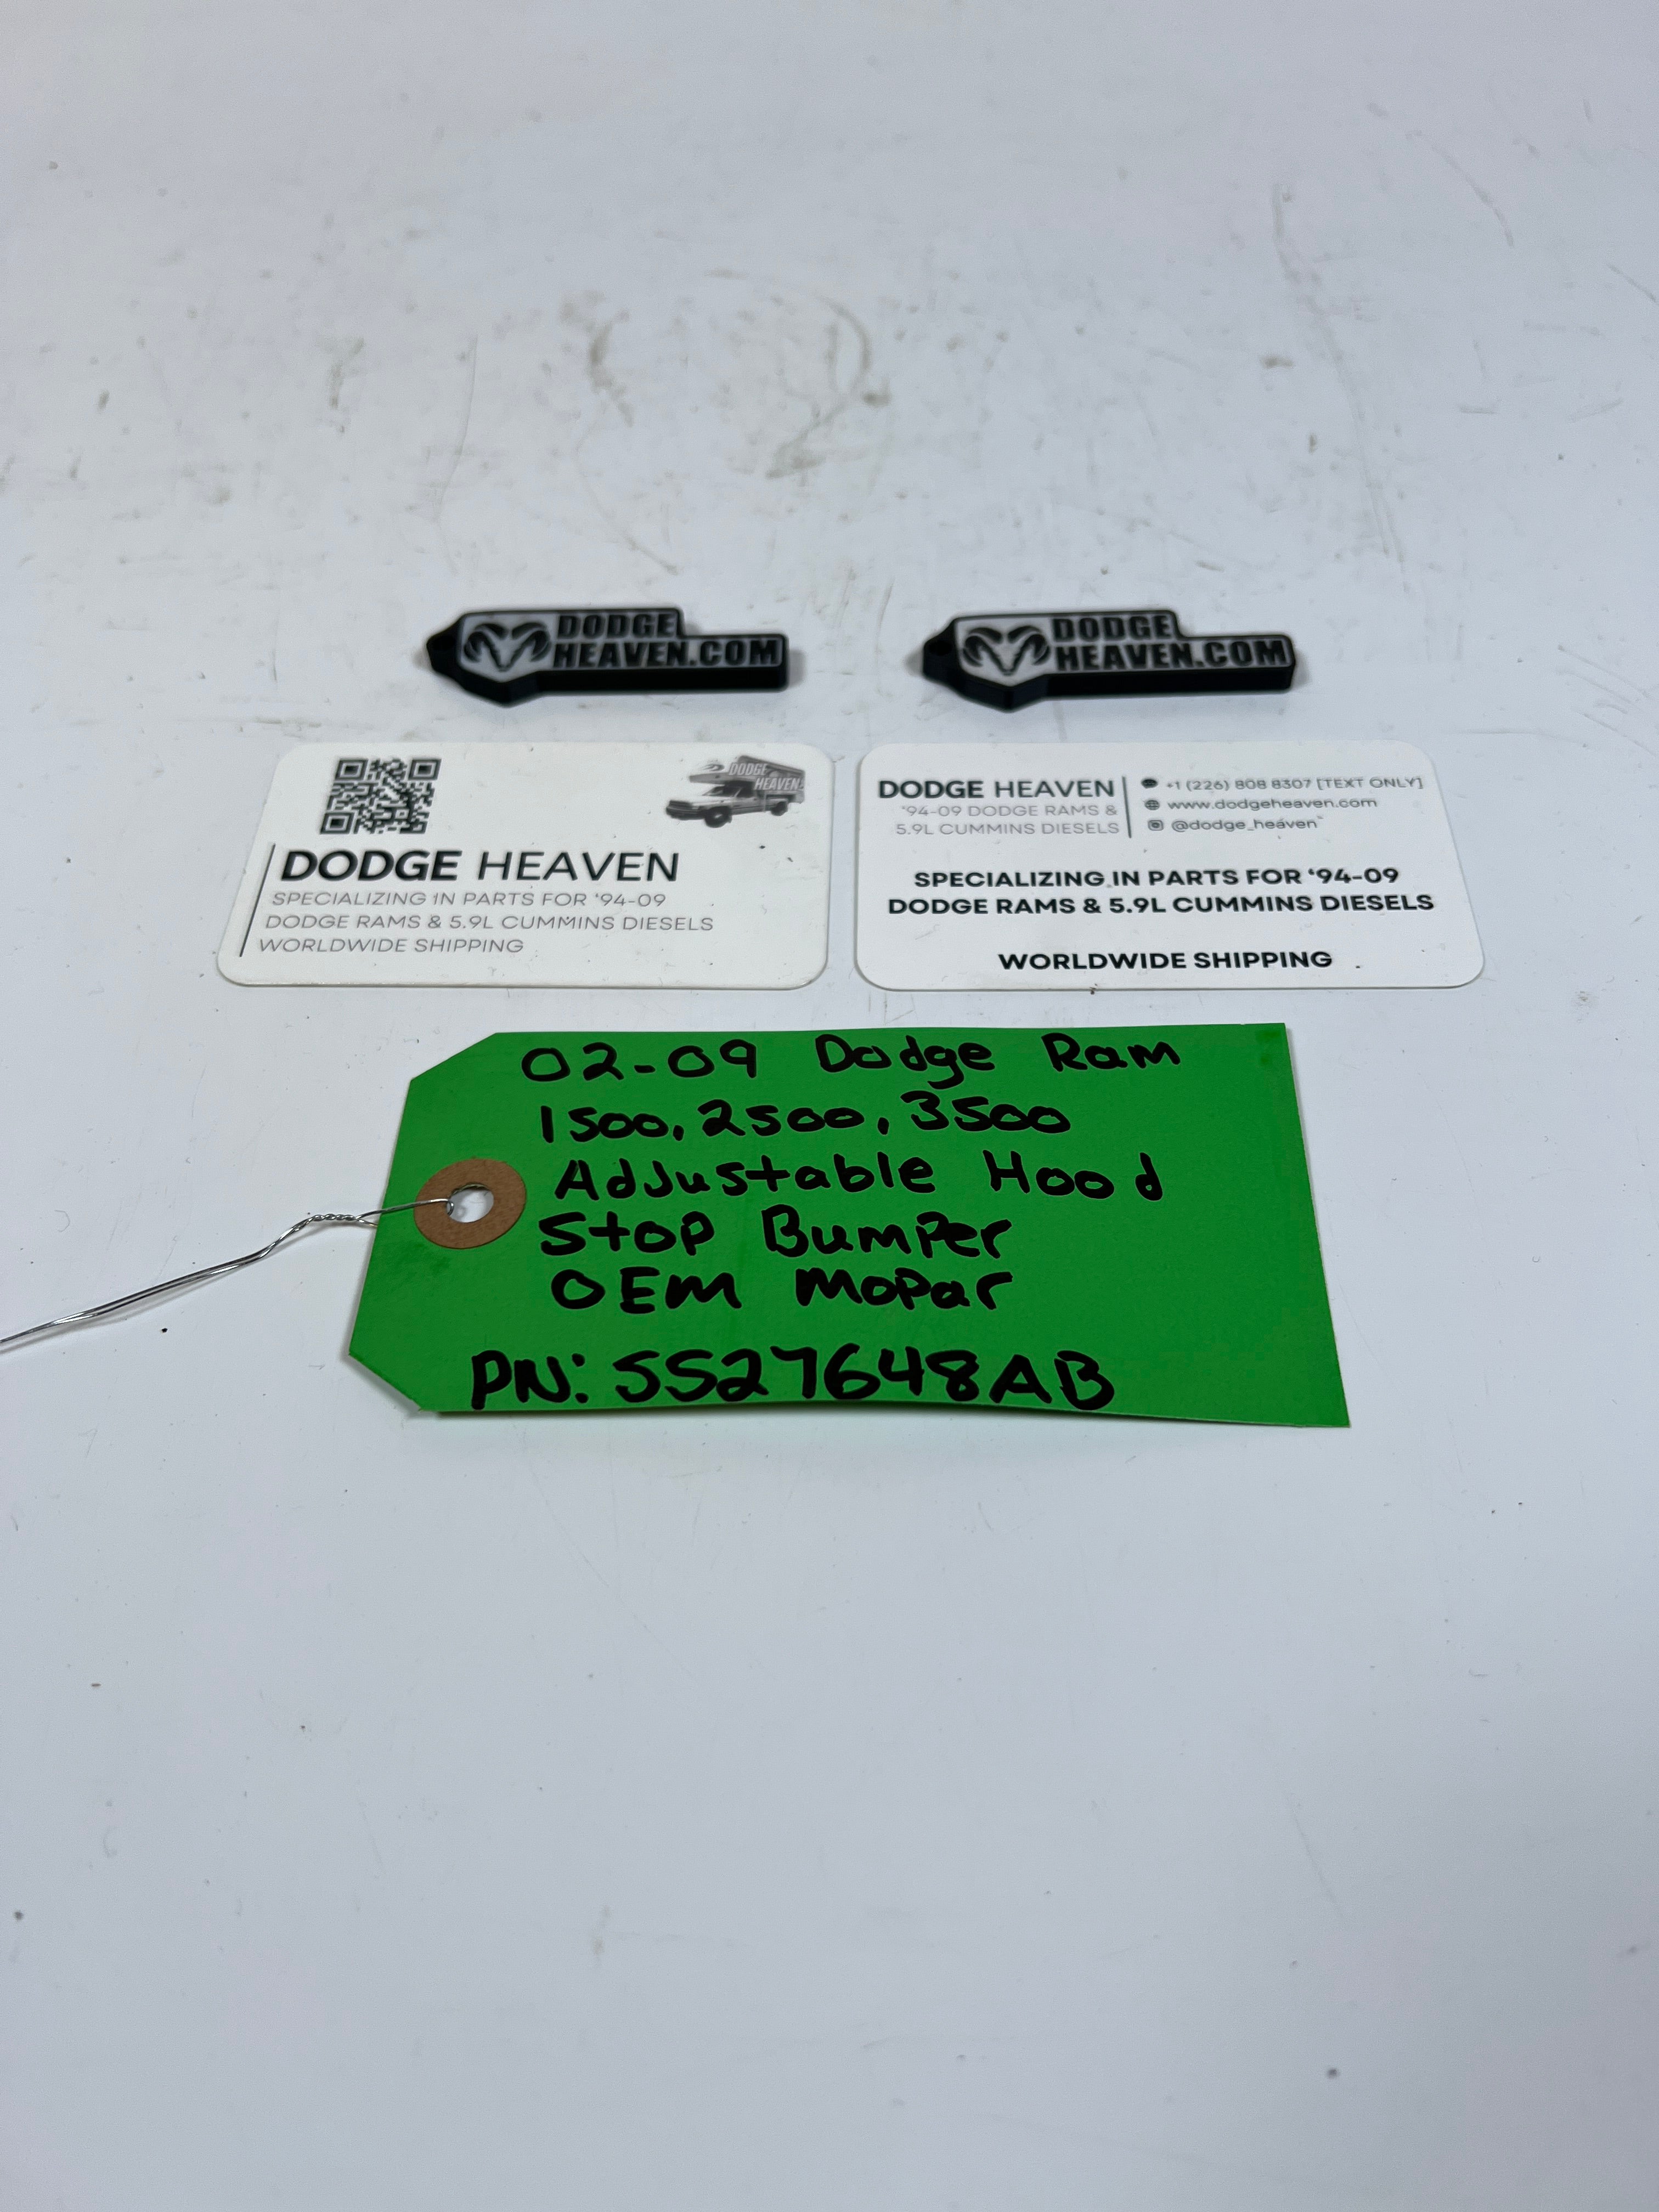 DODGE
HEAVEN.COM
DODGE
HEAVEN.COM
DODGE
HEAVEN
DODGE HEAVEN
SPECIALIZING IN PARTS FOR ‘94-09
DODGE RAMS & 5.9L CUMMINS DIESELS
WORLDWIDE SHIPPING
DODGE HEAVEN
‘94-09 DODGE RAMS &
5.9L CUMMINS DIESELS
+1 (226) 808 8307 [TEXT ONLY]
www.dodgeheaven.com
@dodge_heaven
SPECIALIZING IN PARTS FOR ‘94-09
DODGE RAMS & 5.9L CUMMINS DIESELS
WORLDWIDE SHIPPING
02-09 Dodge Ram
1500, 2500, 3500
Adjustable Hood
Stop Bumper
OEM Mopar
PN: 5527648AB